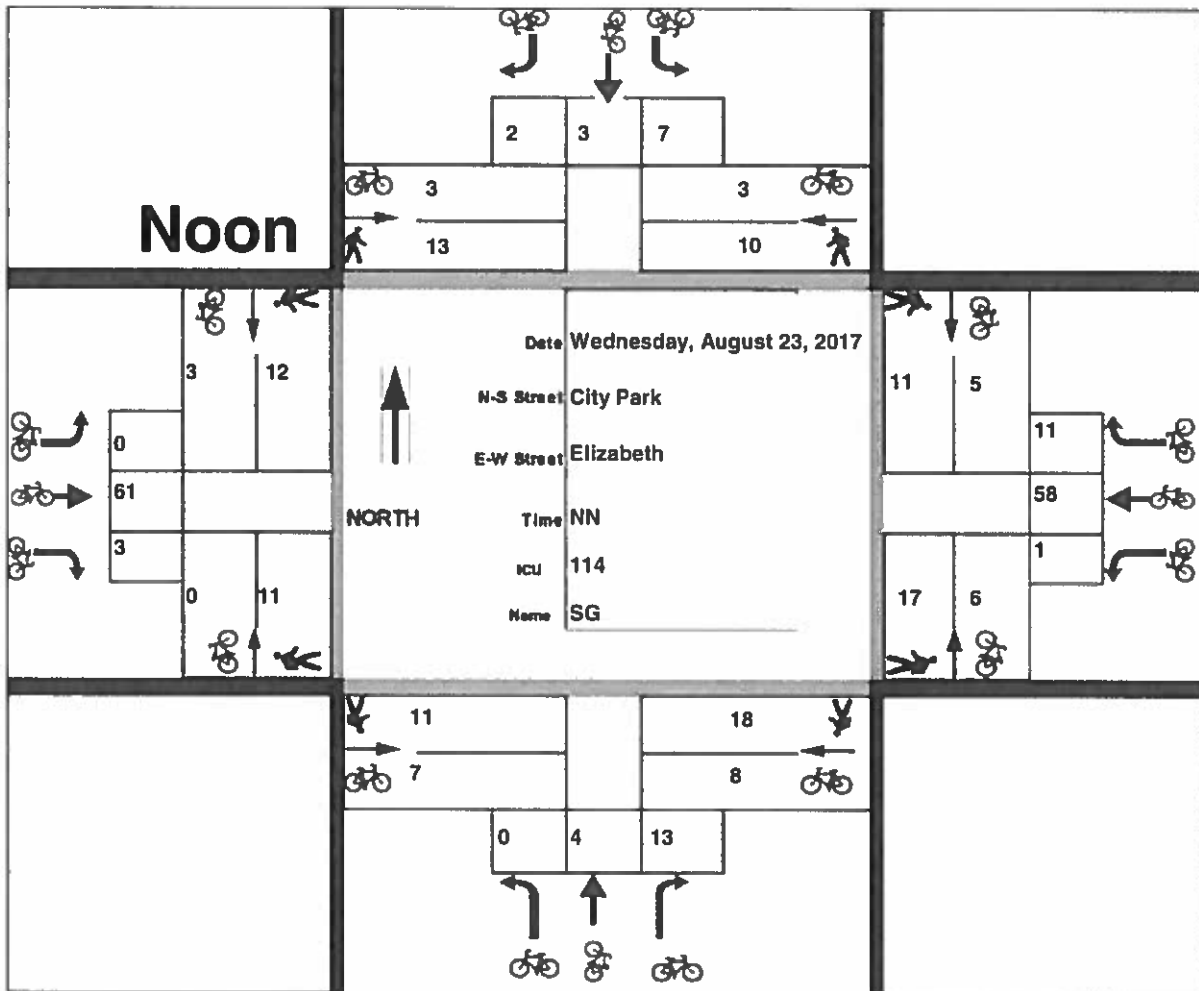 2 3 7
3 3
Noon
13 10
Date Wednesday, August 23, 2017
3 12
11 5
N-S Street City Park
0
11
E-W Street Elizabeth
61
58
NORTH
Time NN
3
1
ICU 114
0 11
17 6
Name SG
11 18
7 8
0 4 13